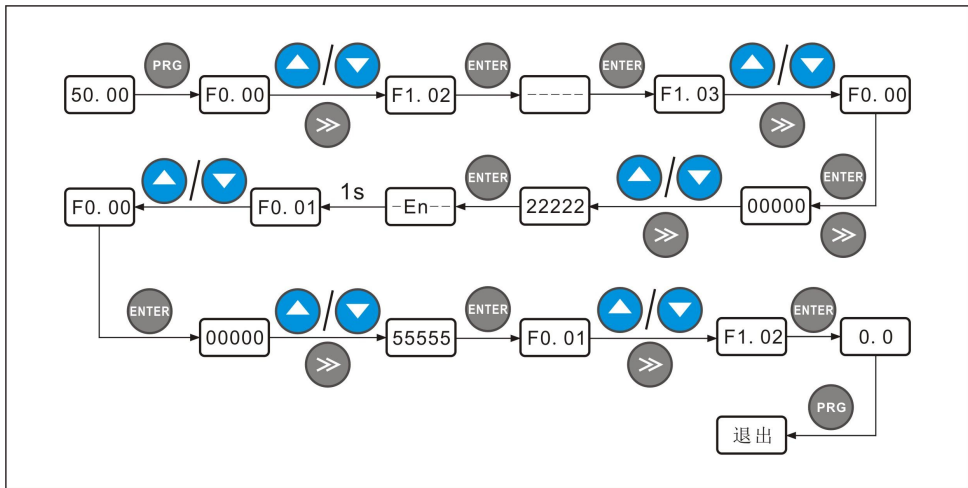 PRG
/
ENTER
ENTER
/
50.00
F0.00
F1.02
-----
F1.03
F0.00
/
1s
ENTER
/
ENTER
F0.00
F0.01
-En--
22222
00000
ENTER
/
ENTER
/
ENTER
00000
55555
F0.01
F1.02
0.0
PRG
退出